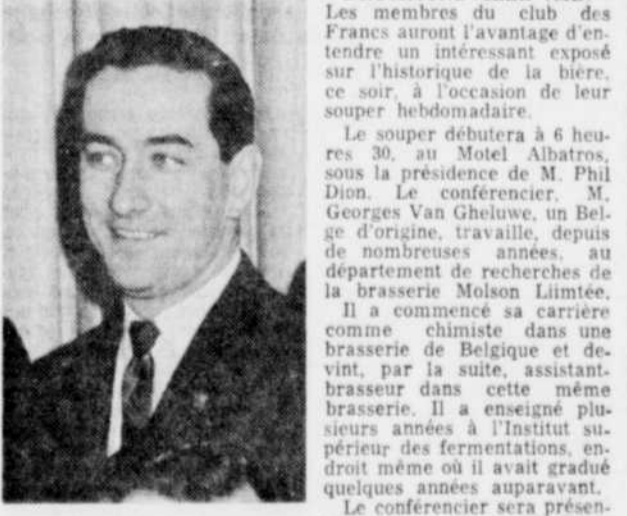 Les membres du club des
Francs auront l'avantage d'en-
tendre un intéressant exposé
sur l'historique de la bière,
ce soir, à l'occasion de leur
souper hebdomadaire.
Le souper débutera à 6 heu-
res 30, au Motel Albatros,
sous la présidence de M. Phil
Dion. Le conférencier, M.
Georges Van Gheluwe, un Bel-
ge d'origine, travaille, depuis
de nombreuses années, au
département de recherches de
la brasserie Molson Liimtée.
Il a commencé sa carrière
comme chimiste dans une
brasserie de Belgique et de-
vint, par la suite, assistant-
brasseur dans cette même
brasserie. Il a enseigné plu-
sieurs années à l'Institut su-
périeur des fermentations, en-
droit même où il avait gradué
quelques années auparavant.
Le conférencier sera présen-